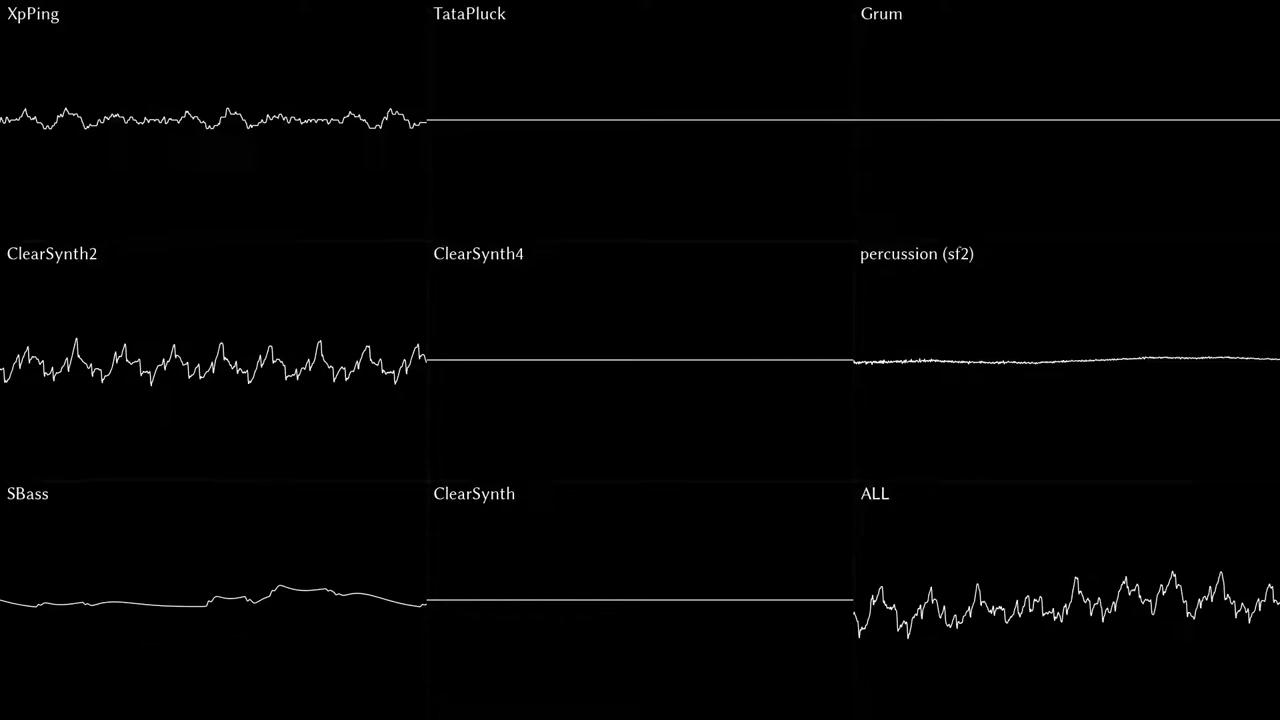 XpPing
TataPluck
Grum
ClearSynth2
ClearSynth4
percussion (sf2)
SBass
ClearSynth
ALL